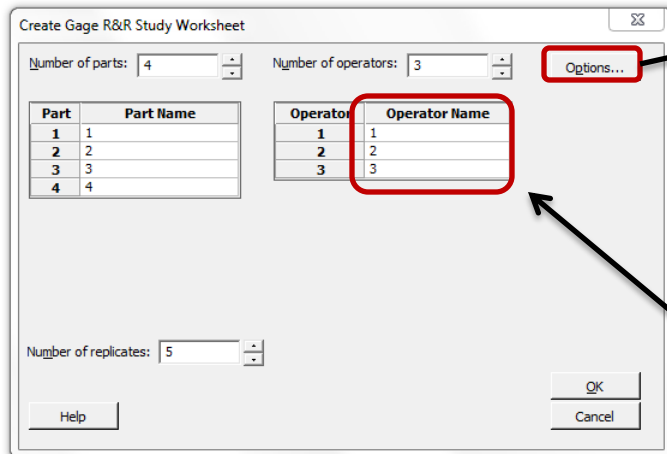 Create Gage R&R Study Worksheet
Number of parts: 4
Number of operators: 3
Options...
Part Part Name
1 1
2 2
3 3
4 4
Operator Operator Name
1 1
2 2
3 3
Number of replicates: 5
OK
Help
Cancel